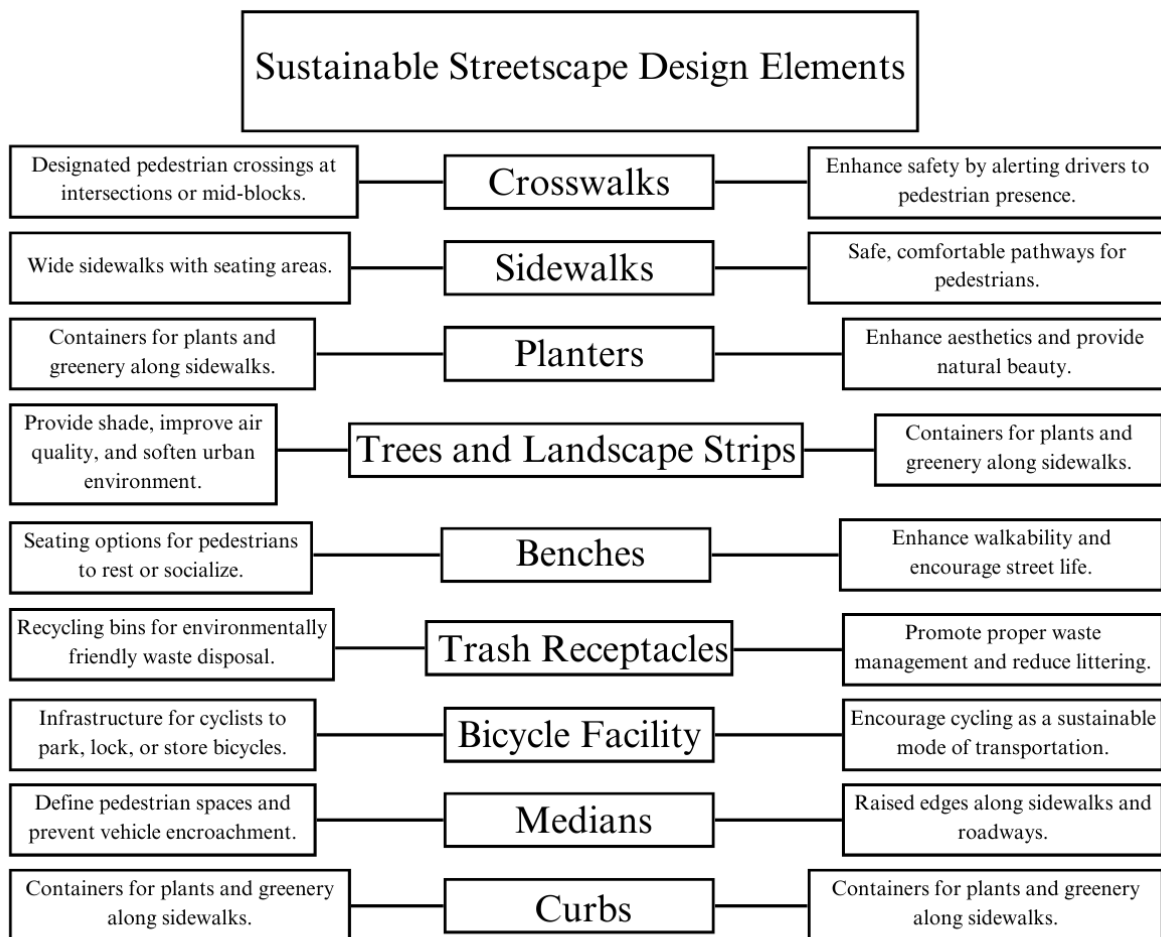 Sustainable Streetscape Design Elements
Designated pedestrian crossings at
intersections or mid-blocks.
Crosswalks
Enhance safety by alerting drivers to
pedestrian presence.
Wide sidewalks with seating areas.
Sidewalks
Safe, comfortable pathways for
pedestrians.
Containers for plants and
greenery along sidewalks.
Planters
Enhance aesthetics and provide
natural beauty.
Provide shade, improve air
quality, and soften urban
environment.
Trees and Landscape Strips
Containers for plants and
greenery along sidewalks.
Seating options for pedestrians
to rest or socialize.
Benches
Enhance walkability and
encourage street life.
Recycling bins for environmentally
friendly waste disposal.
Trash Receptacles
Promote proper waste
management and reduce littering.
Infrastructure for cyclists to
park, lock, or store bicycles.
Bicycle Facility
Encourage cycling as a sustainable
mode of transportation.
Define pedestrian spaces and
prevent vehicle encroachment.
Medians
Raised edges along sidewalks and
roadways.
Containers for plants and greenery
along sidewalks.
Curbs
Containers for plants and greenery
along sidewalks.